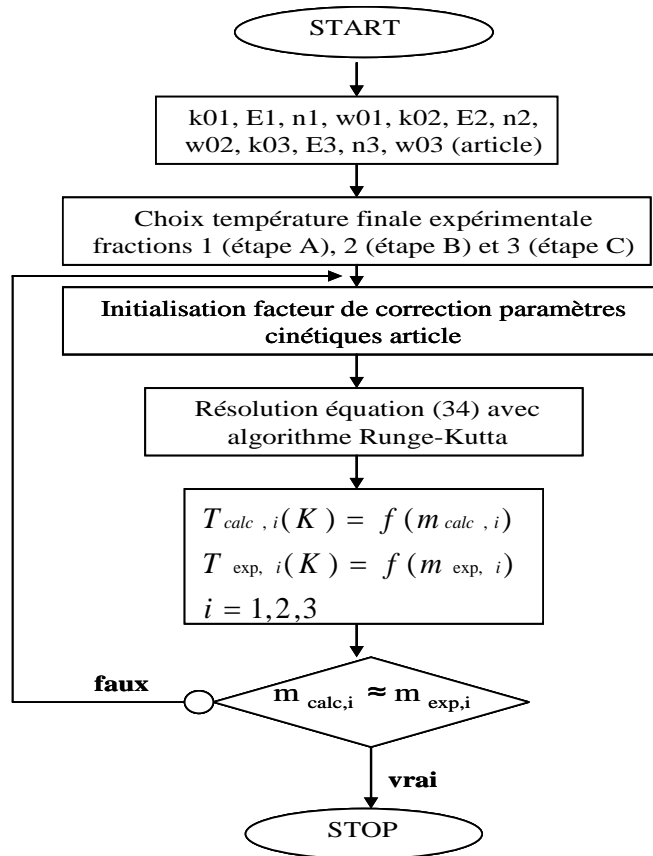 START
k01, E1, n1, w01, k02, E2, n2,
w02, k03, E3, n3, w03 (article)
Choix température finale expérimentale
fractions 1 (étape A), 2 (étape B) et 3 (étape C)
Initialisation facteur de correction paramètres
cinétiques article
Résolution équation (34) avec
algorithme Runge-Kutta
T calc , i (K) = f (m calc , i)
T exp, i (K) = f (m exp, i)
i = 1,2,3
faux
m calc,i ≈ m exp,i
vrai
STOP